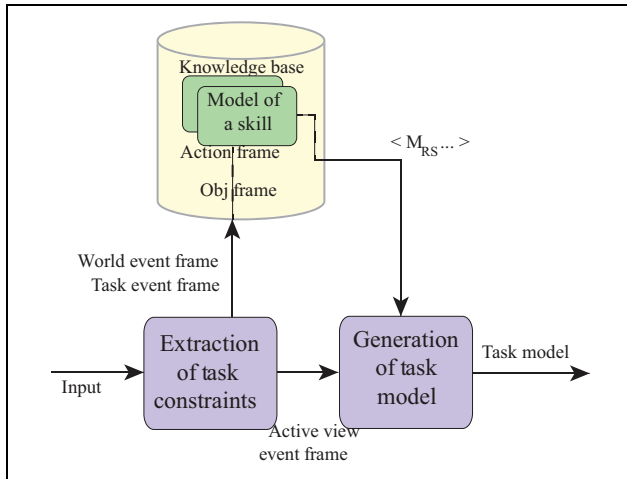 Knowledge base
Model of
a skill
Action frame
Obj frame
< M_RS ... >
World event frame
Task event frame
Extraction
of task
constraints
Generation
of task
model
Input
Task model
Active view
event frame